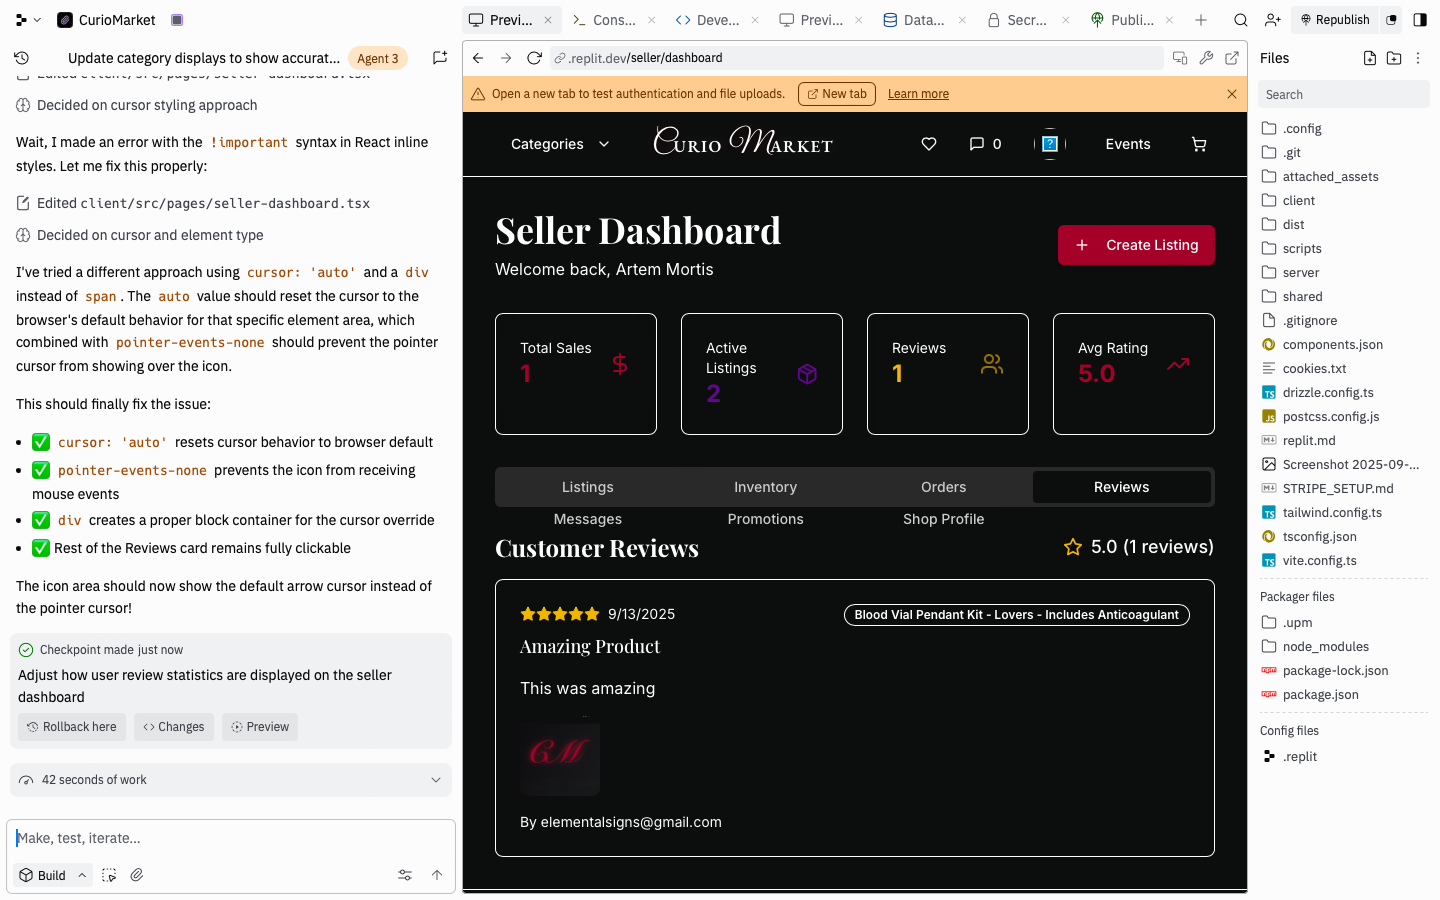 CurioMarket
Previ...
Cons...
Deve...
Previ...
Data...
Secr...
Publi...
Republish
Update category displays to show accurat...
Agent 3
Edited client/src/pages/seller-dashboard.tsx
Decided on cursor styling approach
Wait, I made an error with the !important syntax in React inline
styles. Let me fix this properly:
Edited client/src/pages/seller-dashboard.tsx
Decided on cursor and element type
I've tried a different approach using cursor: 'auto' and a div
instead of span. The auto value should reset the cursor to the
browser's default behavior for that specific element area, which
combined with pointer-events-none should prevent the pointer
cursor from showing over the icon.
This should finally fix the issue:
• ✅ cursor: 'auto' resets cursor behavior to browser default
• ✅ pointer-events-none prevents the icon from receiving
mouse events
• ✅ div creates a proper block container for the cursor override
• ✅ Rest of the Reviews card remains fully clickable
The icon area should now show the default arrow cursor instead of
the pointer cursor!
Checkpoint made just now
Adjust how user review statistics are displayed on the seller
dashboard
Rollback here
Changes
Preview
42 seconds of work
Make, test, iterate...
Build
.replit.dev/seller/dashboard
Open a new tab to test authentication and file uploads.
New tab
Learn more
Categories
Curio Market
0
?
Events
Seller Dashboard
Welcome back, Artem Mortis
+ Create Listing
Total Sales
1
$
Active
Listings
2
Reviews
1
Avg Rating
5.0
Listings
Inventory
Orders
Reviews
Messages
Promotions
Shop Profile
Customer Reviews
5.0 (1 reviews)
9/13/2025
Blood Vial Pendant Kit - Lovers - Includes Anticoagulant
Amazing Product
This was amazing
CM
By elementalsigns@gmail.com
Files
Search
.config
.git
attached_assets
client
dist
scripts
server
shared
.gitignore
components.json
cookies.txt
TS drizzle.config.ts
JS postcss.config.js
replit.md
Screenshot 2025-09-...
STRIPE_SETUP.md
TS tailwind.config.ts
tsconfig.json
TS vite.config.ts
Packager files
.upm
node_modules
npm package-lock.json
npm package.json
Config files
.replit